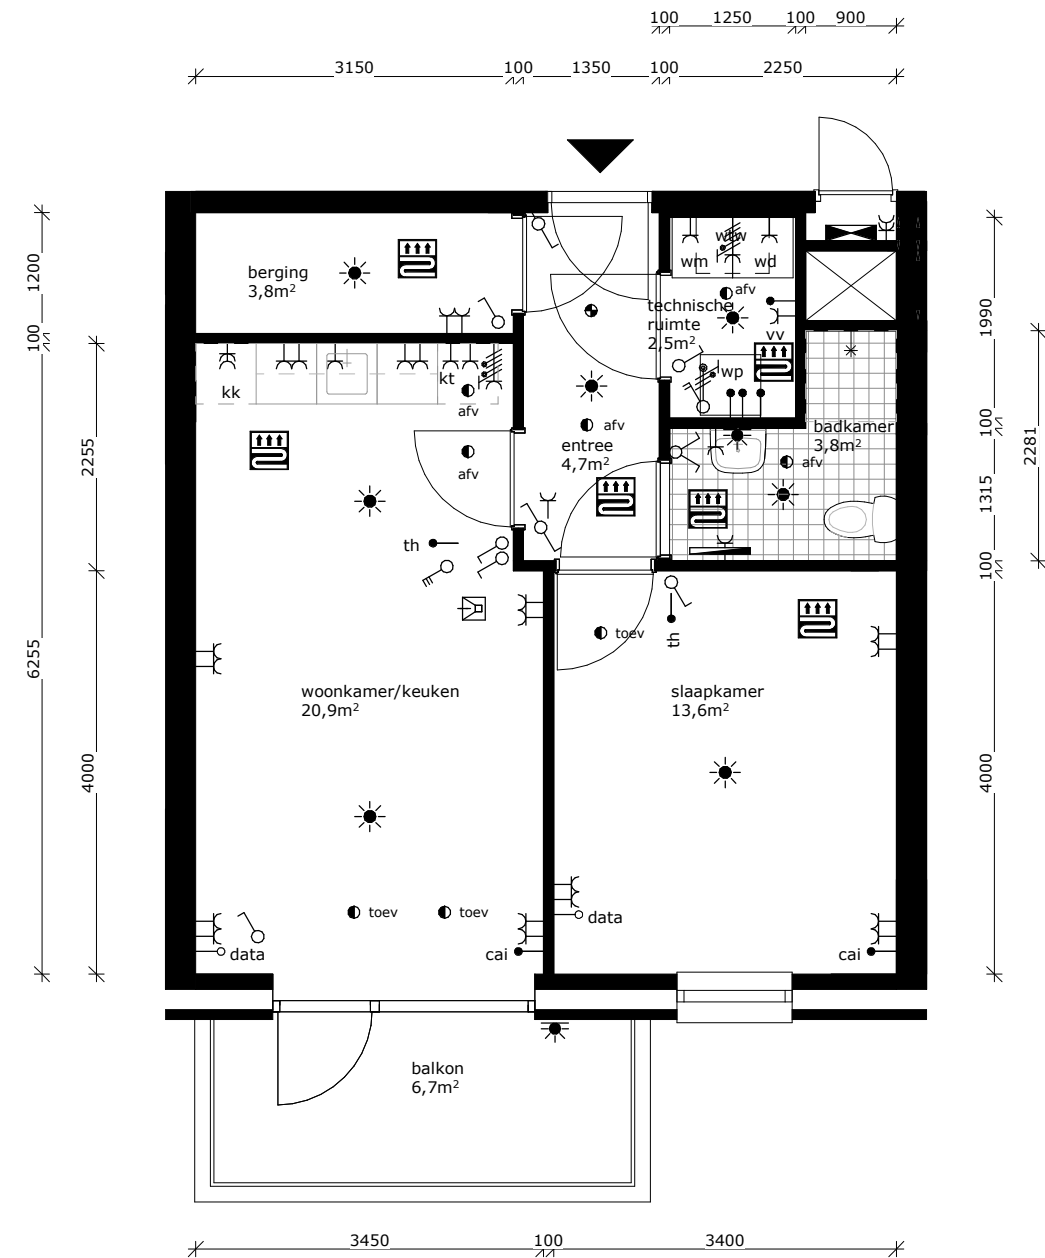 100 1250 100 900
3150 100 1350 100 2250
berging
3,8m²
wtw
wm wd
afv
technische
ruimte
2,5m²
vv
wp
kk
kt
afv
afv
afv
entree
4,7m²
badkamer
3,8m²
afv
th
toev
th
woonkamer/keuken
20,9m²
slaapkamer
13,6m²
toev
toev
data
cai
data
cai
balkon
6,7m²
1200
100
2255
6255
4000
1990
100
2281
1315
100
4000
3450 100 3400